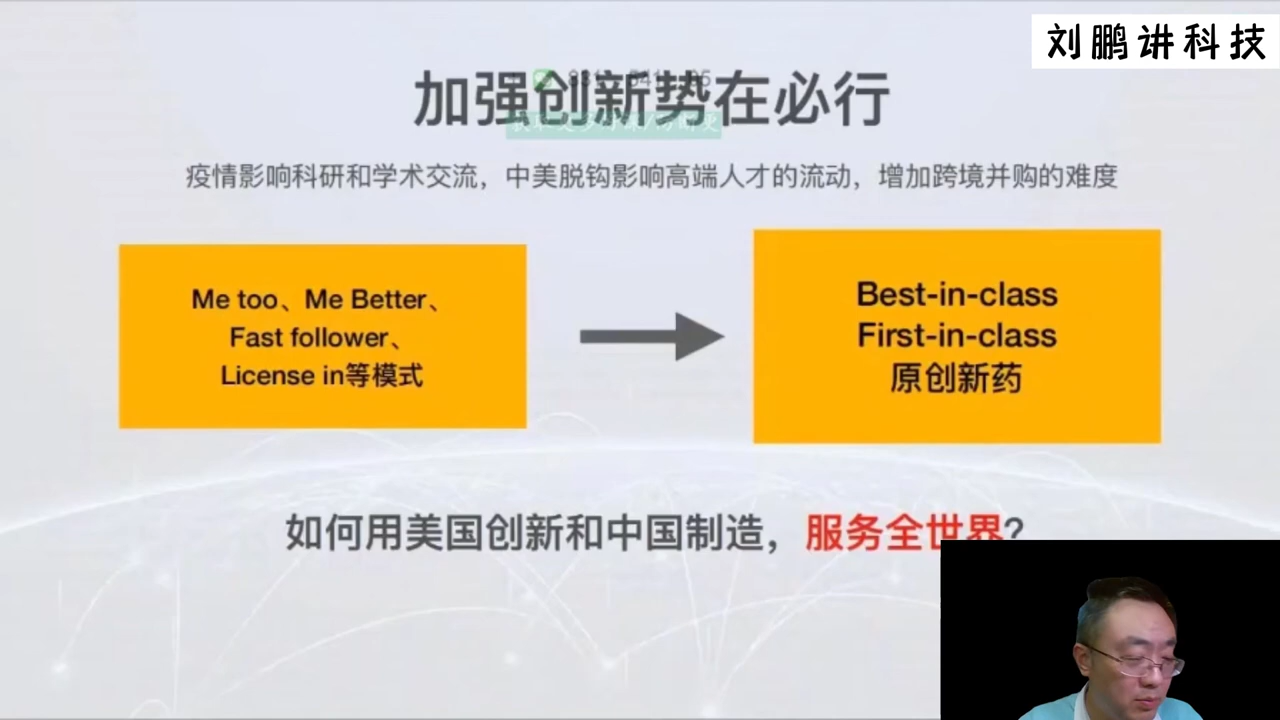 刘鹏讲科技
加强创新势在必行
疫情影响科研和学术交流，中美脱钩影响高端人才的流动，增加跨境并购的难度
Me too、Me Better、
Fast follower、
License in等模式
Best-in-class
First-in-class
原创新药
如何用美国创新和中国制造，服务全世界？